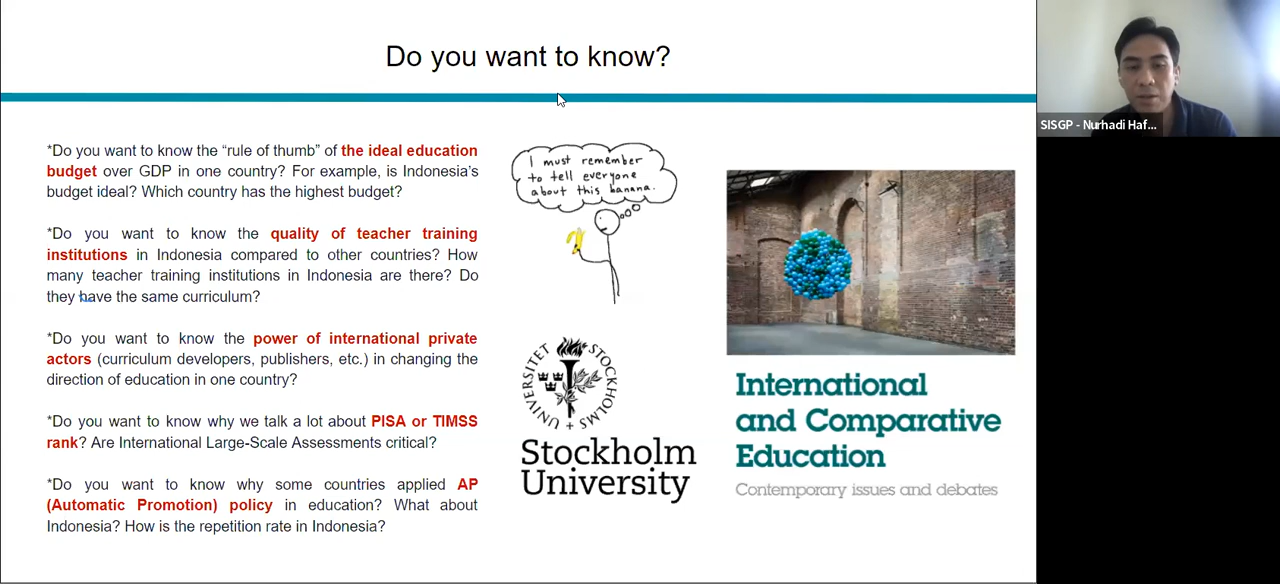 Do you want to know?
*Do you want to know the “rule of thumb” of the ideal education
budget over GDP in one country? For example, is Indonesia’s
budget ideal? Which country has the highest budget?
*Do you want to know the quality of teacher training
institutions in Indonesia compared to other countries? How
many teacher training institutions in Indonesia are there? Do
they have the same curriculum?
*Do you want to know the power of international private
actors (curriculum developers, publishers, etc.) in changing the
direction of education in one country?
*Do you want to know why we talk a lot about PISA or TIMSS
rank? Are International Large-Scale Assessments critical?
*Do you want to know why some countries applied AP
(Automatic Promotion) policy in education? What about
Indonesia? How is the repetition rate in Indonesia?
I must remember
to tell everyone
about this banana.
STOCKHOLMS UNIVERSITET
Stockholm
University
International
and Comparative
Education
Contemporary issues and debates
SISGP - Nurhadi Haf...